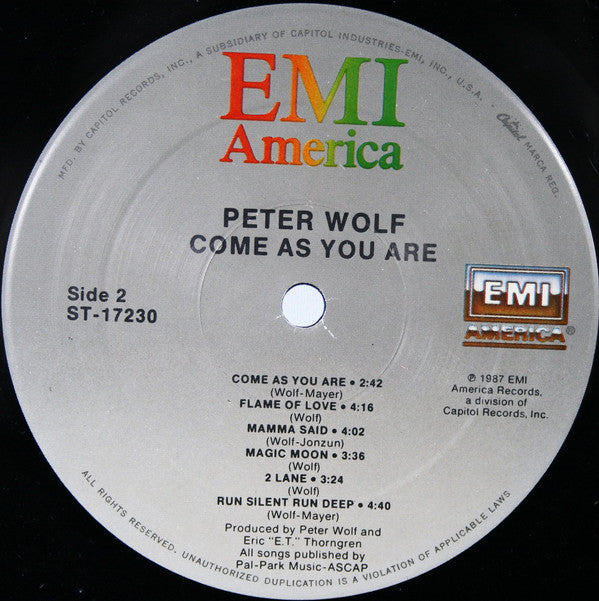 MFD. BY CAPITOL RECORDS, INC., A SUBSIDIARY OF CAPITOL INDUSTRIES-EMI, INC., U.S.A. • Capitol MARCA REG.
EMI
America
PETER WOLF
COME AS YOU ARE
Side 2
ST-17230
EMI
AMERICA®
℗ 1987 EMI
America Records,
a division of
Capitol Records, Inc.
COME AS YOU ARE • 2:42
(Wolf-Mayer)
FLAME OF LOVE • 4:16
(Wolf)
MAMMA SAID • 4:02
(Wolf-Jonzun)
MAGIC MOON • 3:36
(Wolf)
2 LANE • 3:24
(Wolf)
RUN SILENT RUN DEEP • 4:40
(Wolf-Mayer)
Produced by Peter Wolf and
Eric "E.T." Thorngren
All songs published by
Pal-Park Music-ASCAP
ALL RIGHTS RESERVED. UNAUTHORIZED DUPLICATION IS A VIOLATION OF APPLICABLE LAWS